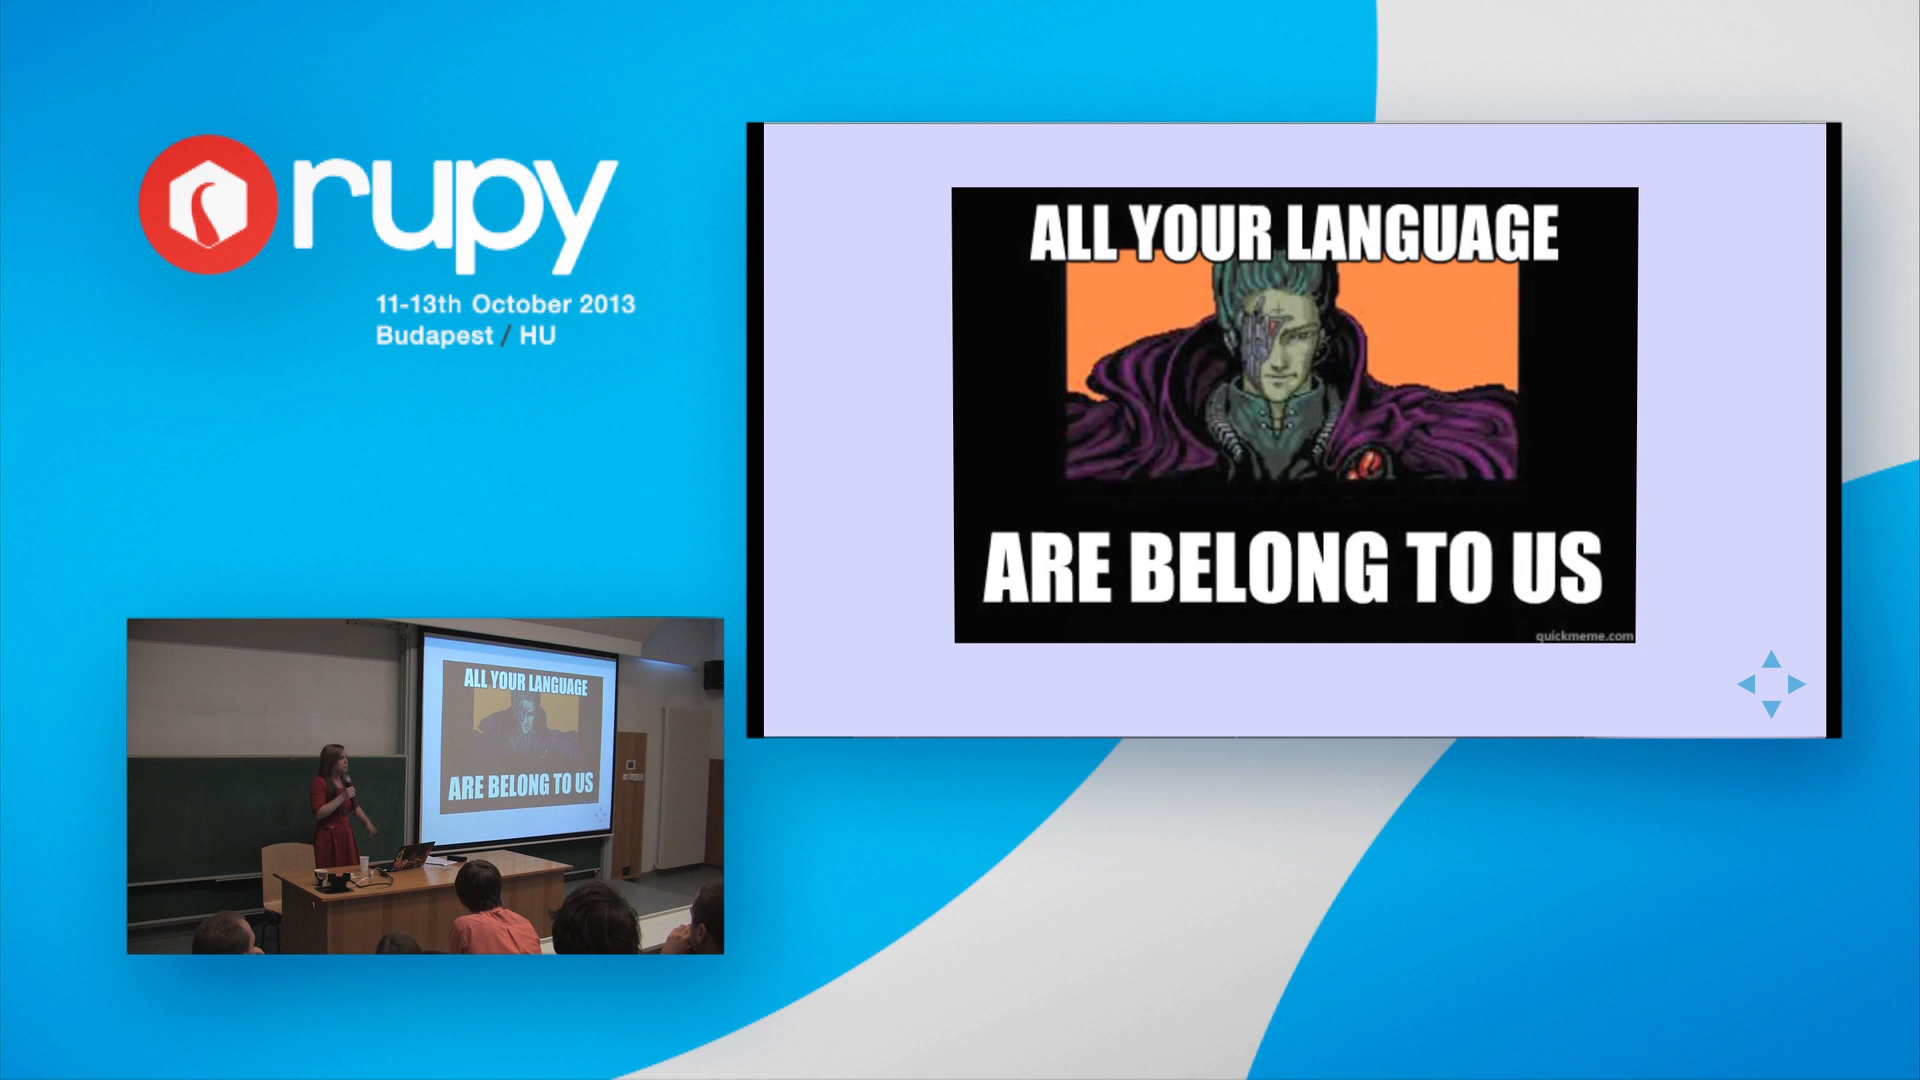 rupy
11-13th October 2013
Budapest / HU
ALL YOUR LANGUAGE
ARE BELONG TO US
quickmeme.com
ALL YOUR LANGUAGE
ARE BELONG TO US